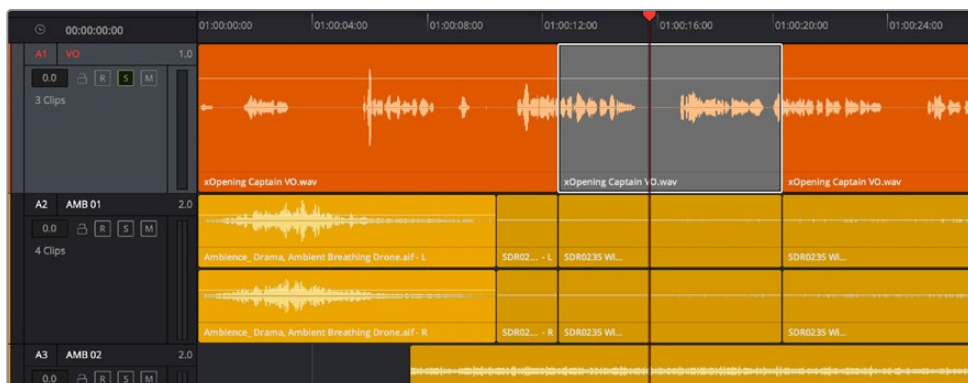 00:00:00:00 01:00:00:00 01:00:04:00 01:00:08:00 01:00:12:00 01:00:16:00 01:00:20:00 01:00:24:00
A1 VO 1.0
0.0 R S M
3 Clips
xOpening Captain VO.wav xOpening Captain VO.wav xOpening Captain VO.wav
A2 AMB 01 2.0
0.0 R S M
4 Clips
Ambience_ Drama, Ambient Breathing Drone.aif - L SDR02... - L SDR0235 Wi... SDR0235 Wi...
Ambience_ Drama, Ambient Breathing Drone.aif - R SDR02... - R SDR0235 Wi... SDR0235 Wi...
A3 AMB 02 2.0
0.0 R S M